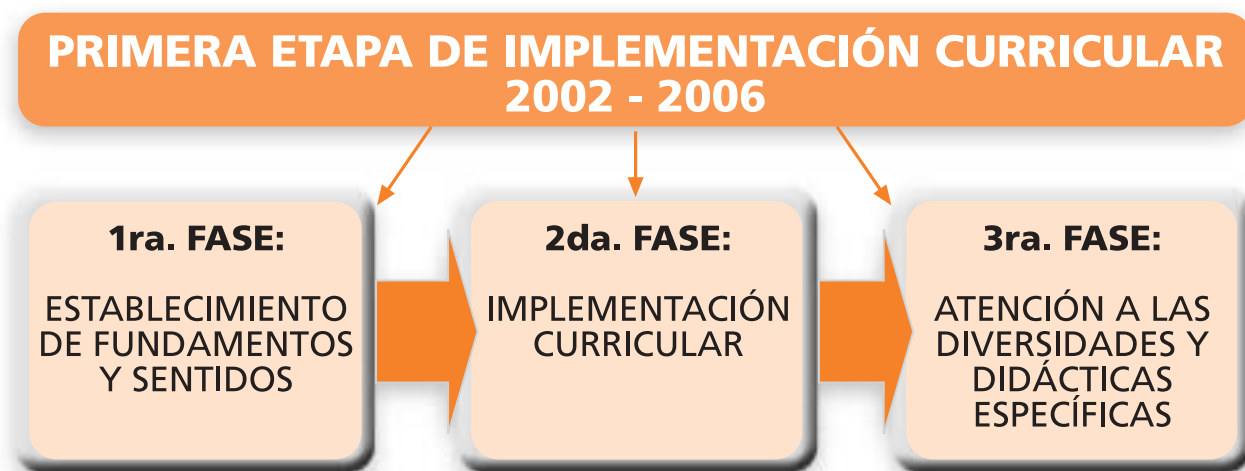 PRIMERA ETAPA DE IMPLEMENTACIÓN CURRICULAR
2002 - 2006
1ra. FASE:
ESTABLECIMIENTO
DE FUNDAMENTOS
Y SENTIDOS
2da. FASE:
IMPLEMENTACIÓN
CURRICULAR
3ra. FASE:
ATENCIÓN A LAS
DIVERSIDADES Y
DIDÁCTICAS
ESPECÍFICAS